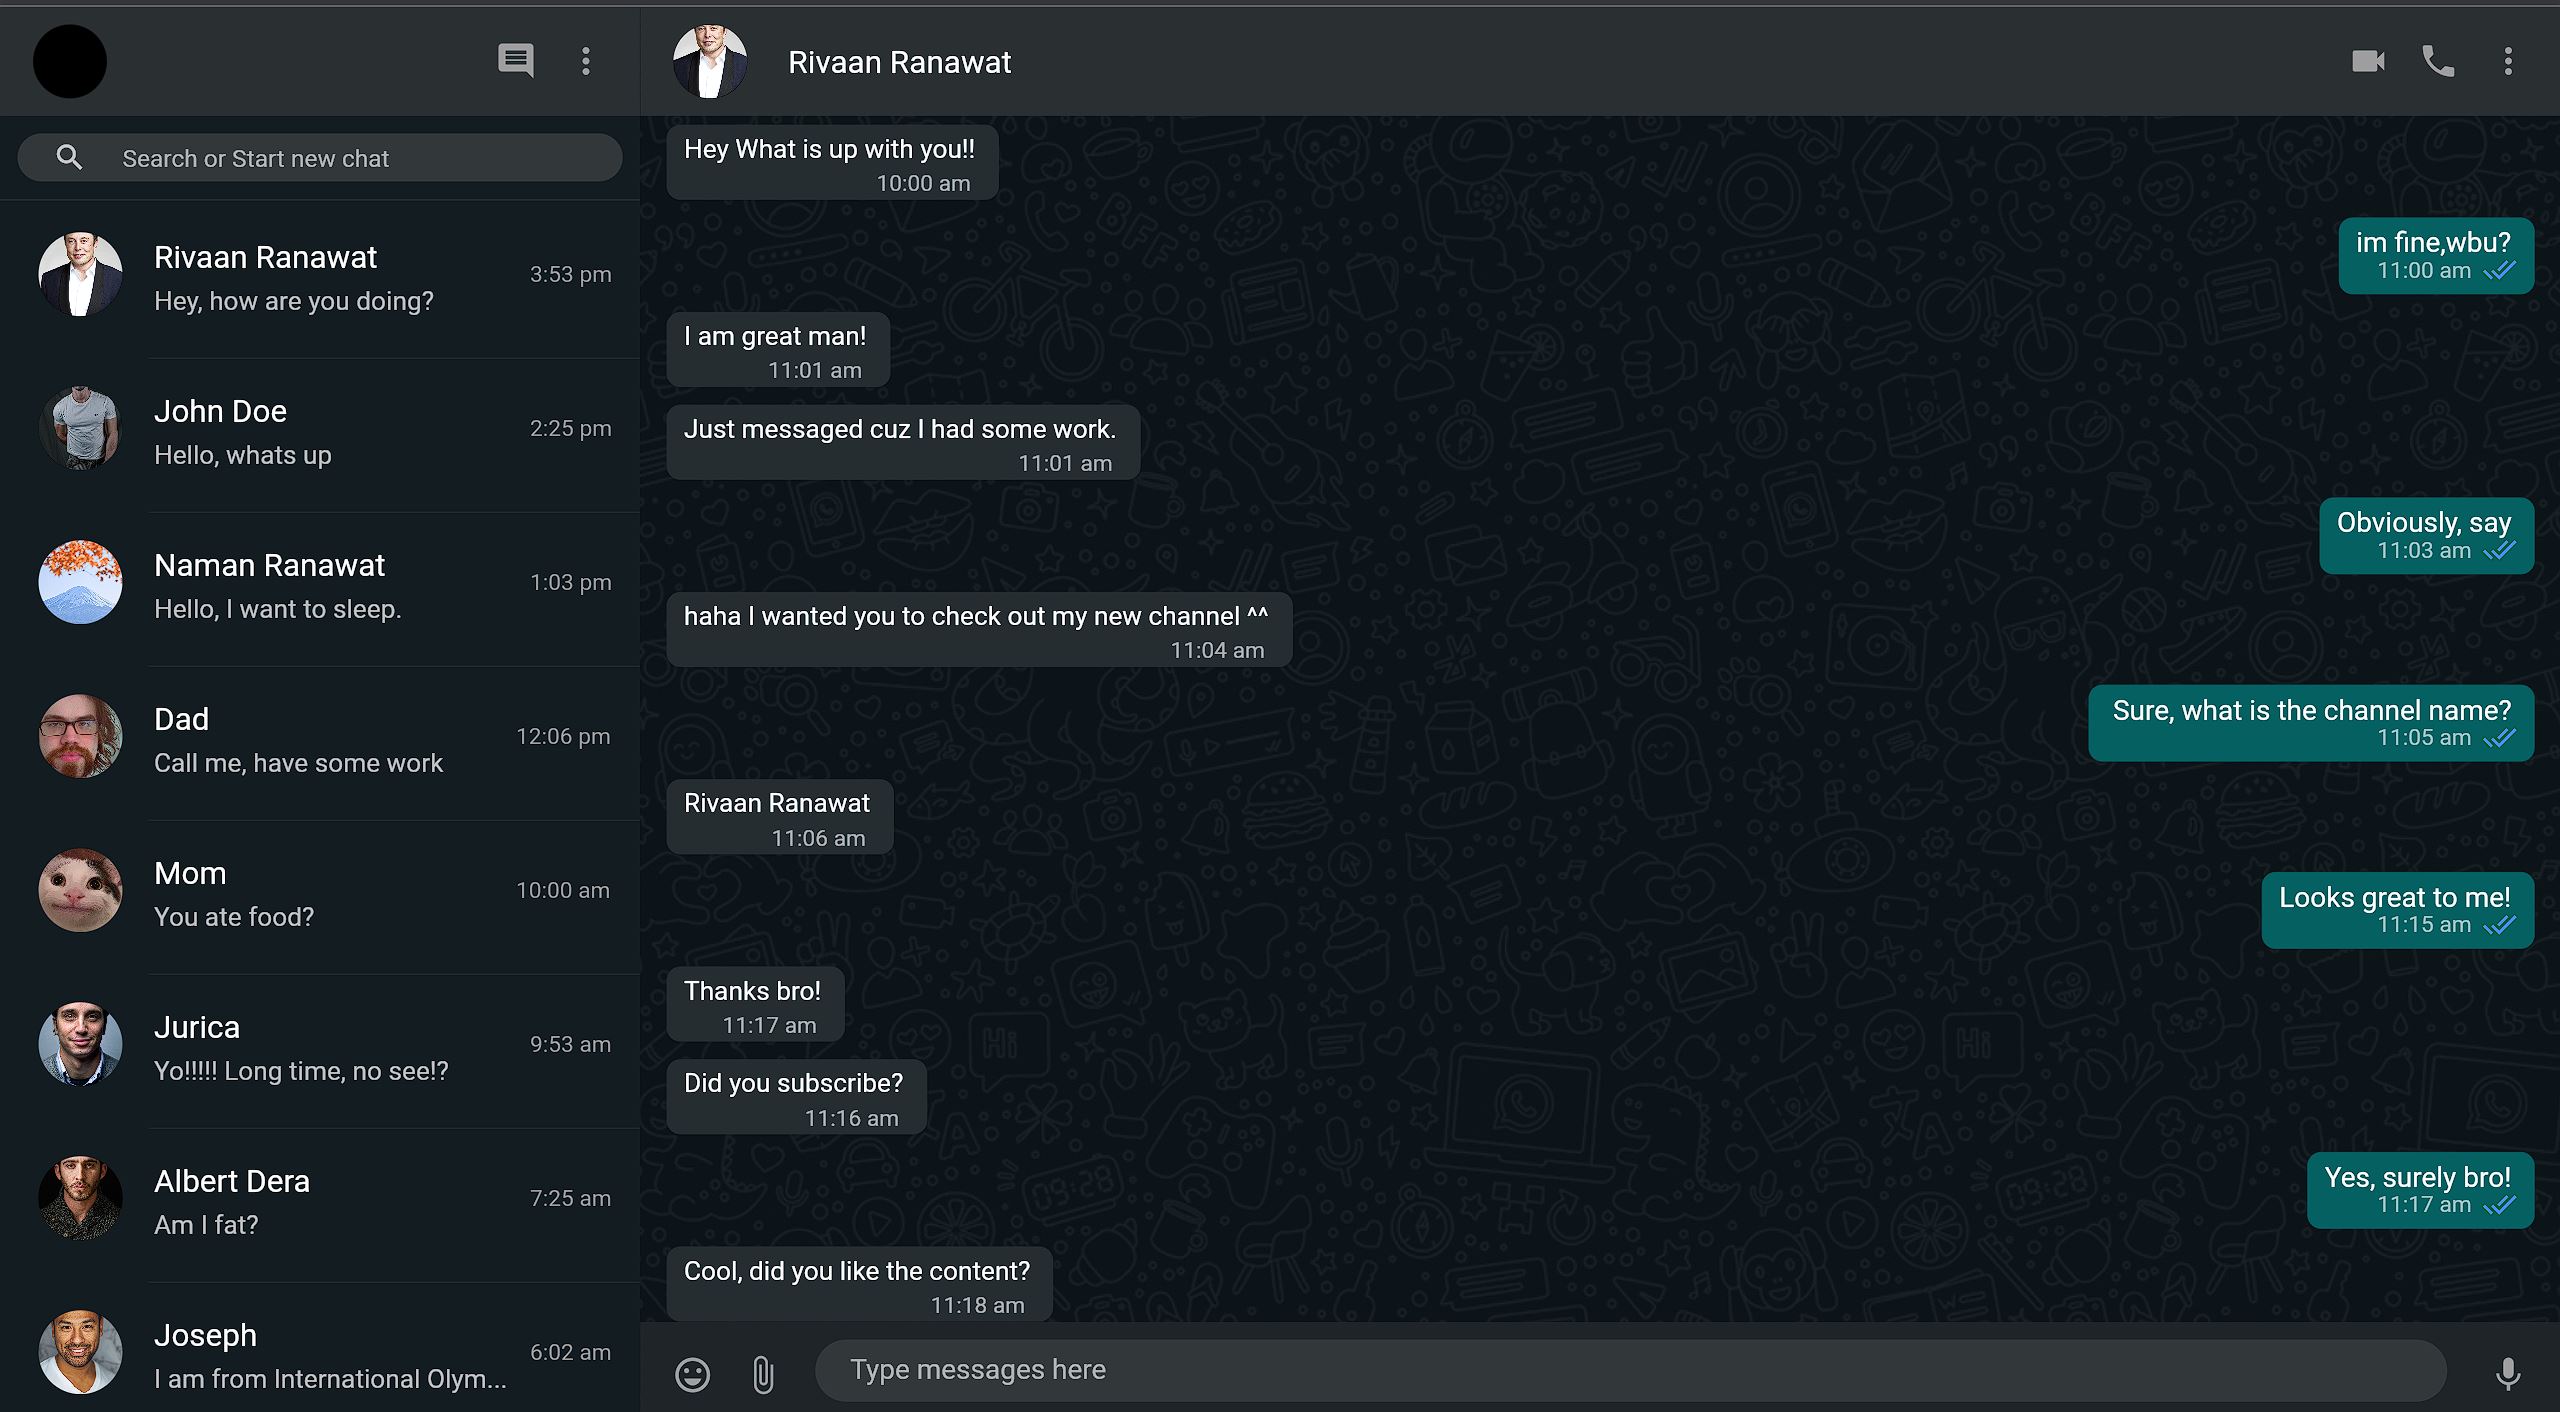 Search or Start new chat
Rivaan Ranawat
Hey, how are you doing?
3:53 pm
John Doe
Hello, whats up
2:25 pm
Naman Ranawat
Hello, I want to sleep.
1:03 pm
Dad
Call me, have some work
12:06 pm
Mom
You ate food?
10:00 am
Jurica
Yo!!!!! Long time, no see!?
9:53 am
Albert Dera
Am I fat?
7:25 am
Joseph
I am from International Olym...
6:02 am
Rivaan Ranawat
Hey What is up with you!!
10:00 am
im fine,wbu?
11:00 am
I am great man!
11:01 am
Just messaged cuz I had some work.
11:01 am
Obviously, say
11:03 am
haha I wanted you to check out my new channel ^^
11:04 am
Sure, what is the channel name?
11:05 am
Rivaan Ranawat
11:06 am
Looks great to me!
11:15 am
Thanks bro!
11:17 am
Did you subscribe?
11:16 am
Yes, surely bro!
11:17 am
Cool, did you like the content?
11:18 am
Type messages here